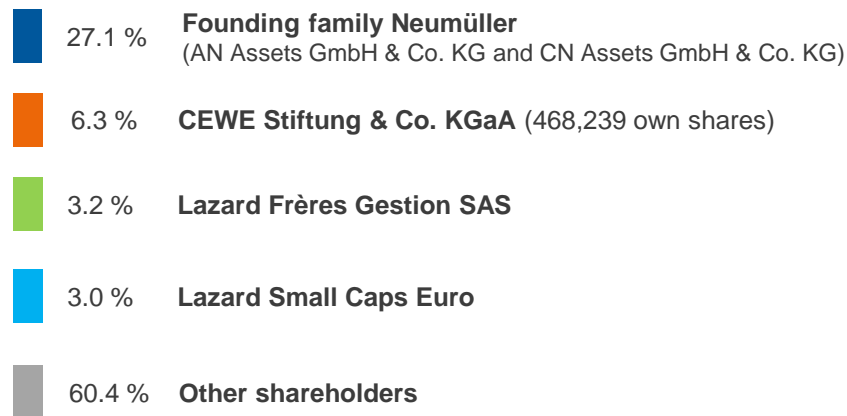 27.1 % Founding family Neumüller
(AN Assets GmbH & Co. KG and CN Assets GmbH & Co. KG)
6.3 % CEWE Stiftung & Co. KGaA (468,239 own shares)
3.2 % Lazard Frères Gestion SAS
3.0 % Lazard Small Caps Euro
60.4 % Other shareholders